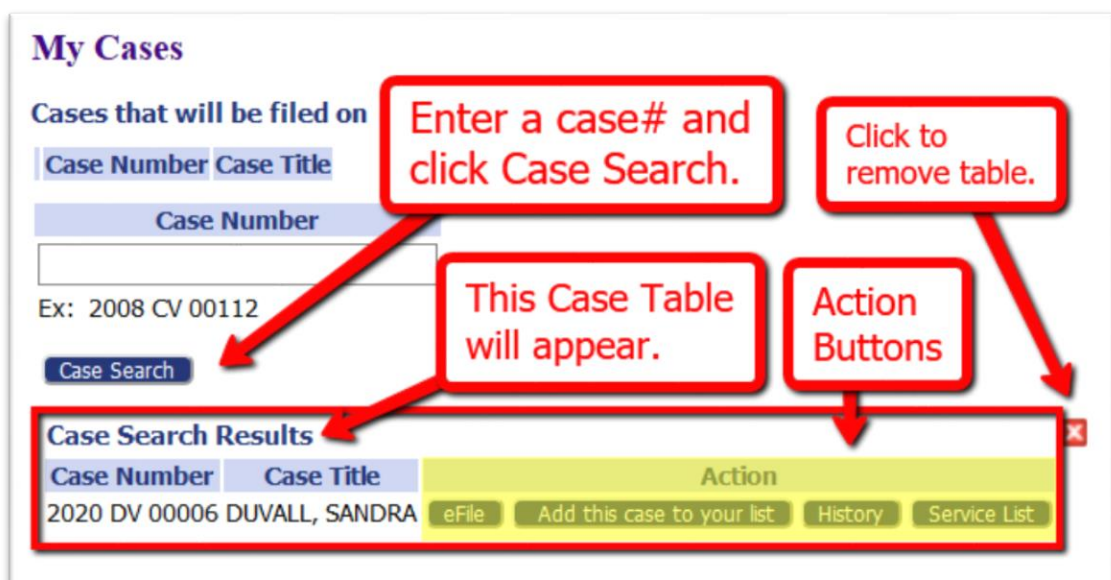 My Cases
Cases that will be filed on
Enter a case# and
click Case Search.
Click to
remove table.
Case Number Case Title
Case Number
Ex: 2008 CV 00112
This Case Table
will appear.
Action
Buttons
Case Search
Case Search Results
Case Number Case Title Action
2020 DV 00006 DUVALL, SANDRA eFile Add this case to your list History Service List